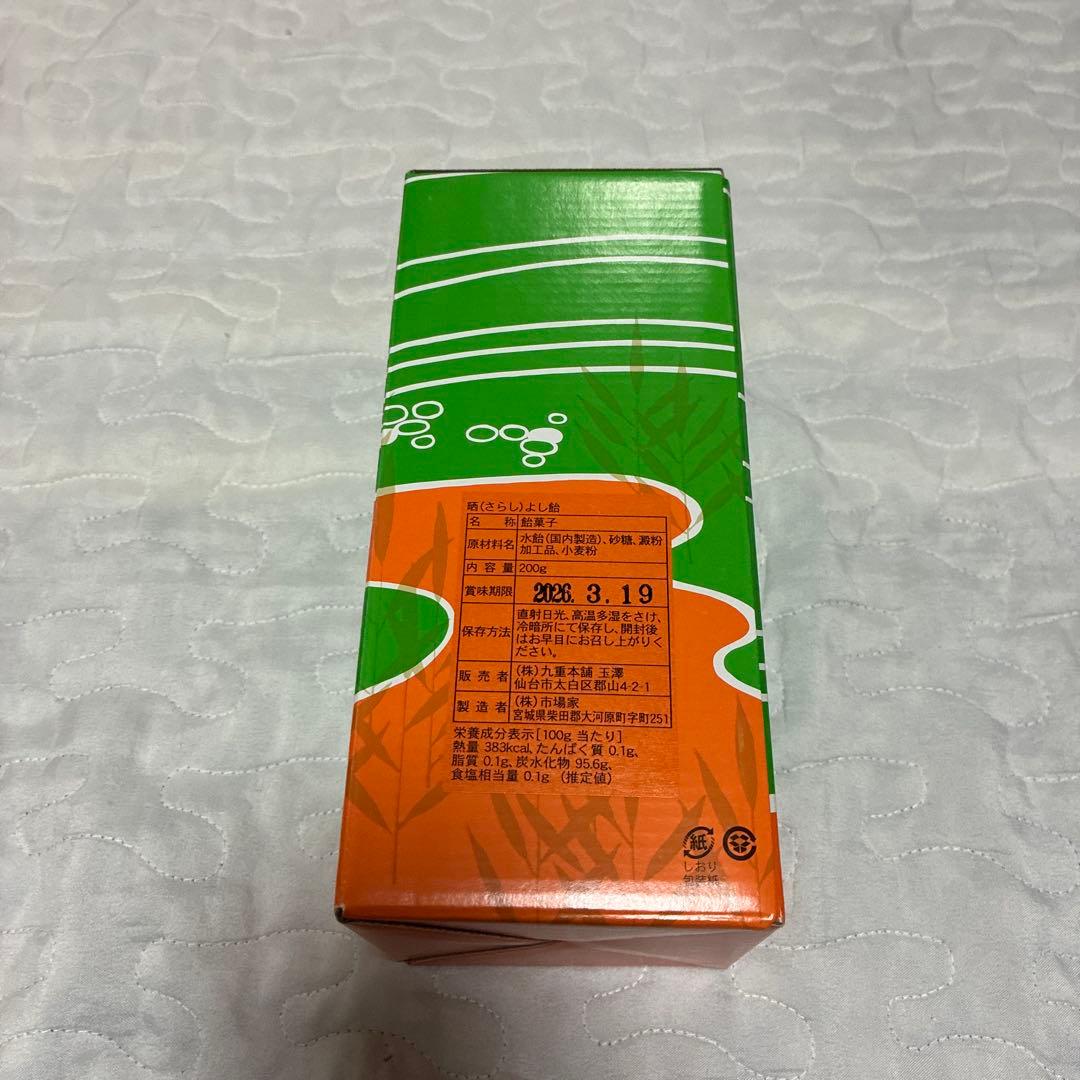 晒(さらし)よし飴
名 称 飴菓子
原材料名 水飴(国内製造)、砂糖、澱粉
加工品、小麦粉
内容量 200g
賞味期限 2026. 3. 19
直射日光、高温多湿をさけ、
保存方法 冷暗所にて保存し、開封後
はお早目にお召し上がりく
ださい。
販売者 (株)九重本舗 玉澤
仙台市太白区郡山4-2-1
製造者 (株)市場家
宮城県柴田郡大河原町字町251
栄養成分表示[100g 当たり]
熱量 383kcal、たんぱく質 0.1g、
脂質 0.1g、炭水化物 95.6g、
食塩相当量 0.1g (推定値)
紙
しおり
包装紙